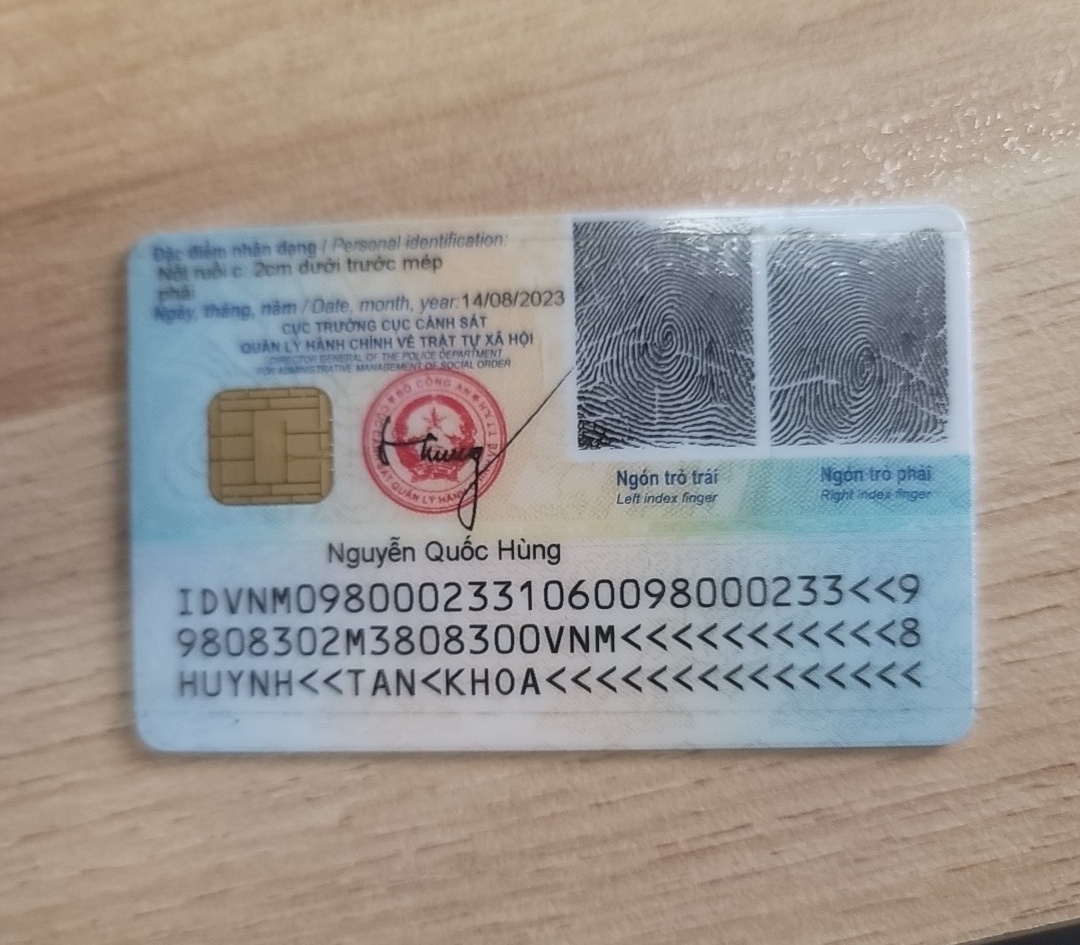 Đặc điểm nhân dạng / Personal identification:
Nốt ruồi c: 2cm dưới trước mép
phải
Ngày, tháng, năm / Date, month, year: 14/08/2023
CỤC TRƯỞNG CỤC CẢNH SÁT
QUẢN LÝ HÀNH CHÍNH VỀ TRẬT TỰ XÃ HỘI
DIRECTOR GENERAL OF THE POLICE DEPARTMENT
FOR ADMINISTRATIVE MANAGEMENT OF SOCIAL ORDER
BỘ CÔNG AN
QUẢN LÝ HÀNH
Ngón trỏ trái
Left index finger
Ngón trỏ phải
Right index finger
Nguyễn Quốc Hùng
IDVNM0980002331060098000233<<9
9808302M3808300VNM<<<<<<<<<<<8
HUYNH<<TAN<KHOA<<<<<<<<<<<<<<<